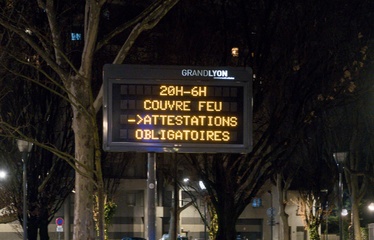 GRANDLYON
20H-6H
COUVRE FEU
->ATTESTATIONS
OBLIGATOIRES